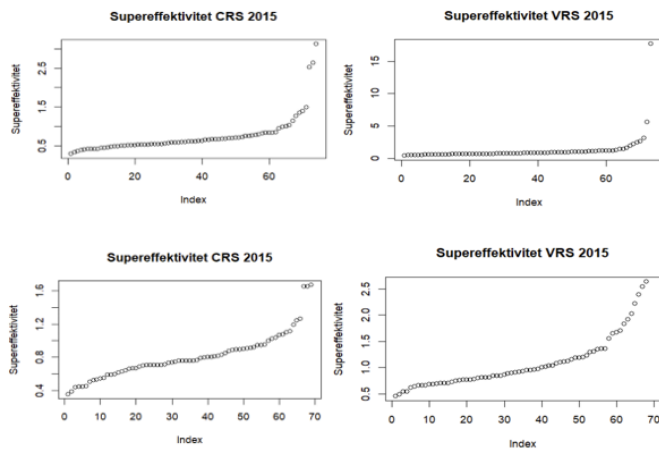 Supereffektivitet CRS 2015
Supereffektivitet
0.5 1.5 2.5
0 20 40 60
Index
Supereffektivitet VRS 2015
Supereffektivitet
0 5 10 15
0 20 40 60
Index
Supereffektivitet CRS 2015
Supereffektivitet
0.4 0.8 1.2 1.6
0 10 20 30 40 50 60 70
Index
Supereffektivitet VRS 2015
Supereffektivitet
0.5 1.0 1.5 2.0 2.5
0 10 20 30 40 50 60 70
Index